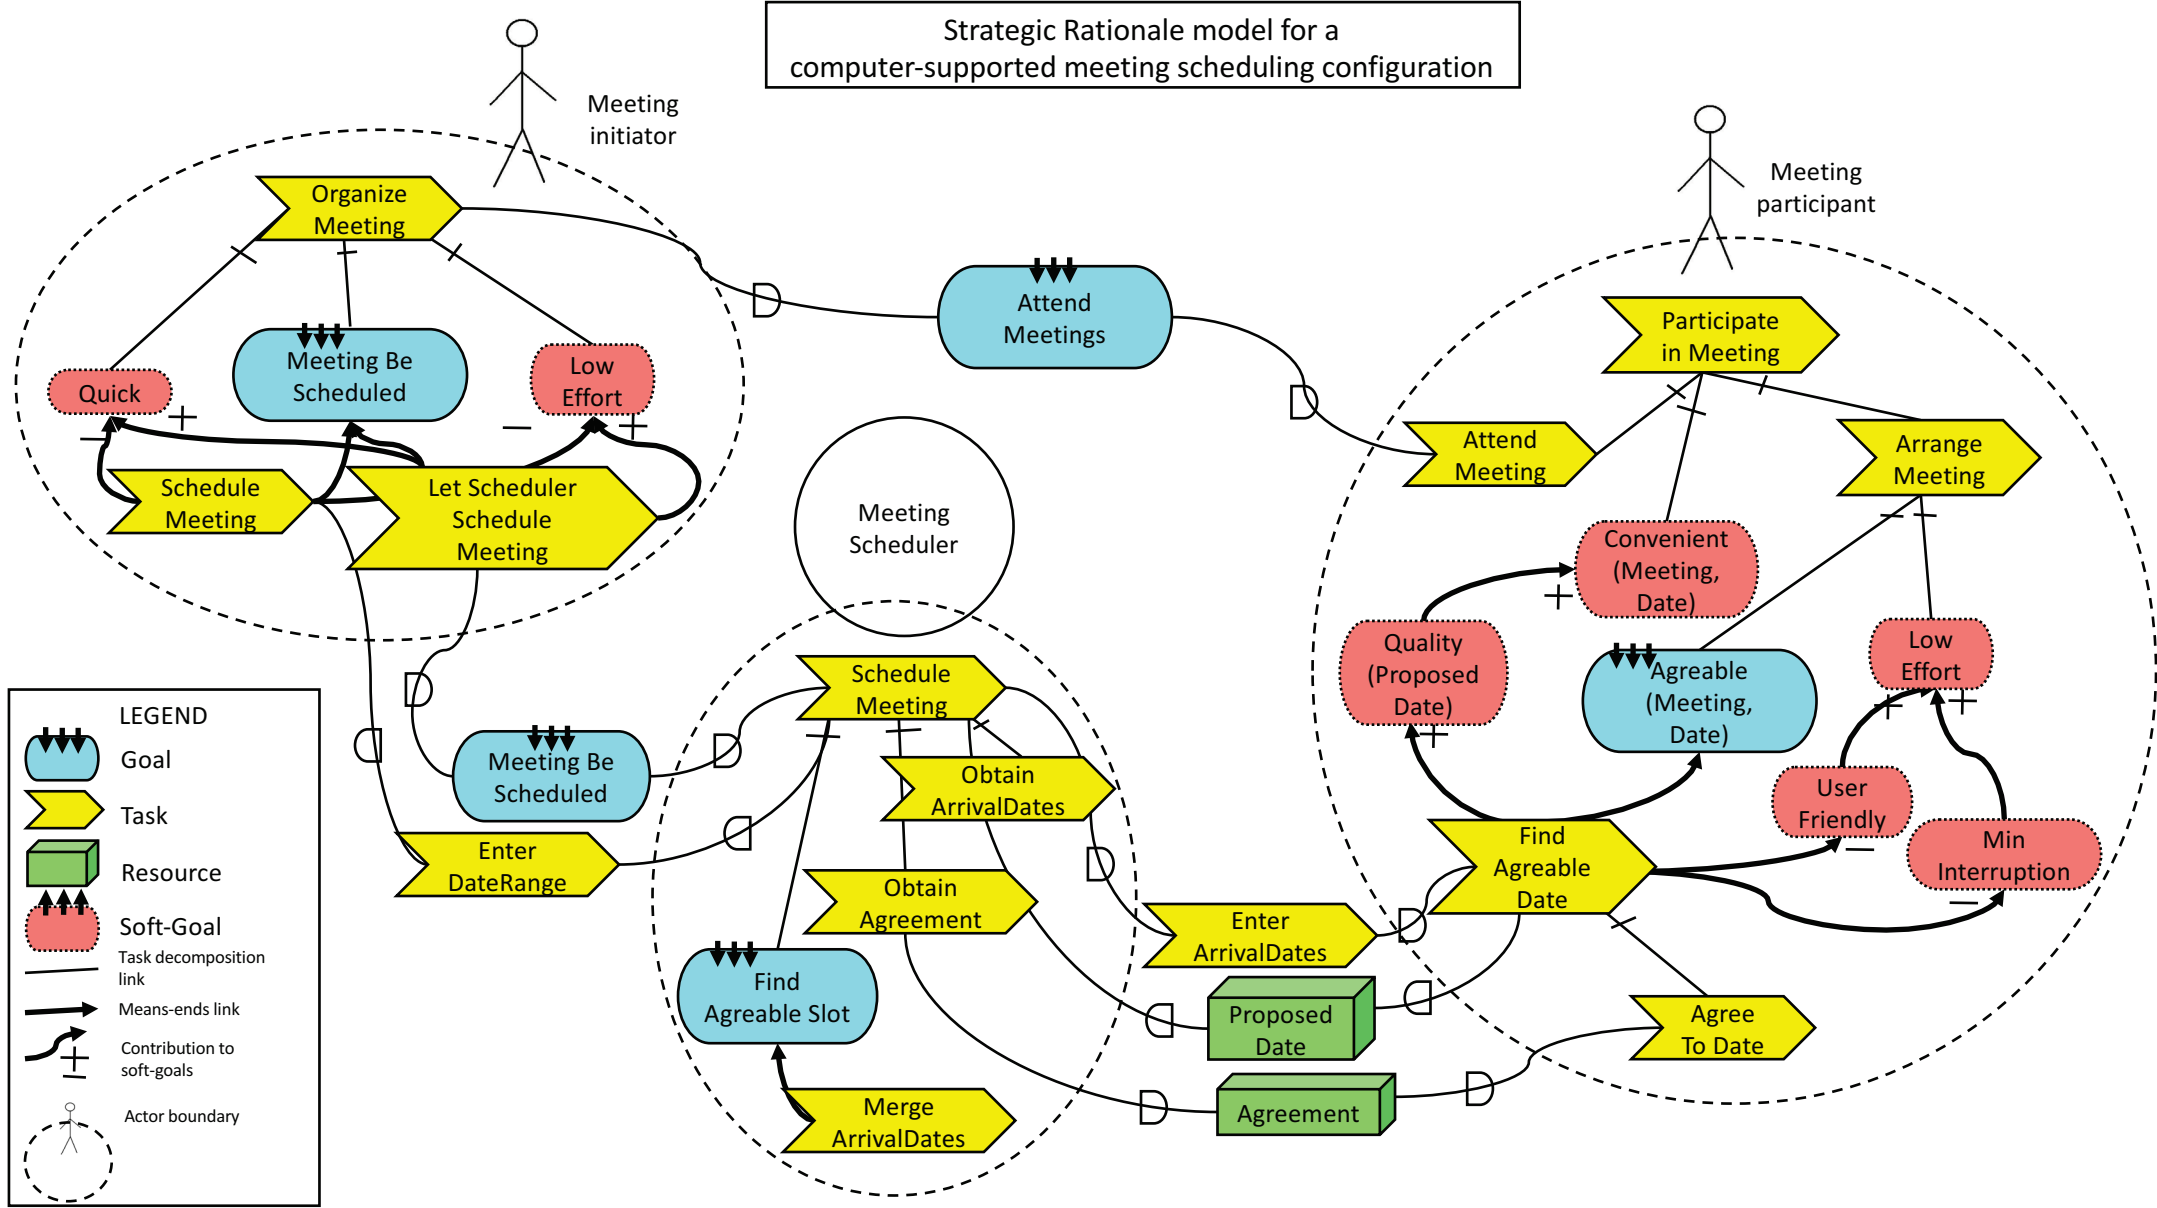 Strategic Rationale model for a
computer-supported meeting scheduling configuration
Meeting
initiator
Meeting
participant
Organize
Meeting
Quick
Meeting Be
Scheduled
Low
Effort
Schedule
Meeting
Let Scheduler
Schedule
Meeting
Attend
Meetings
Meeting
Scheduler
Participate
in Meeting
Attend
Meeting
Arrange
Meeting
Convenient
(Meeting,
Date)
Quality
(Proposed
Date)
Agreable
(Meeting,
Date)
Low
Effort
User
Friendly
Min
Interruption
Find
Agreable
Date
Agree
To Date
Schedule
Meeting
Meeting Be
Scheduled
Enter
DateRange
Obtain
ArrivalDates
Obtain
Agreement
Find
Agreable Slot
Merge
ArrivalDates
Enter
ArrivalDates
Proposed
Date
Agreement
LEGEND
Goal
Task
Resource
Soft-Goal
Task decomposition
link
Means-ends link
Contribution to
soft-goals
Actor boundary